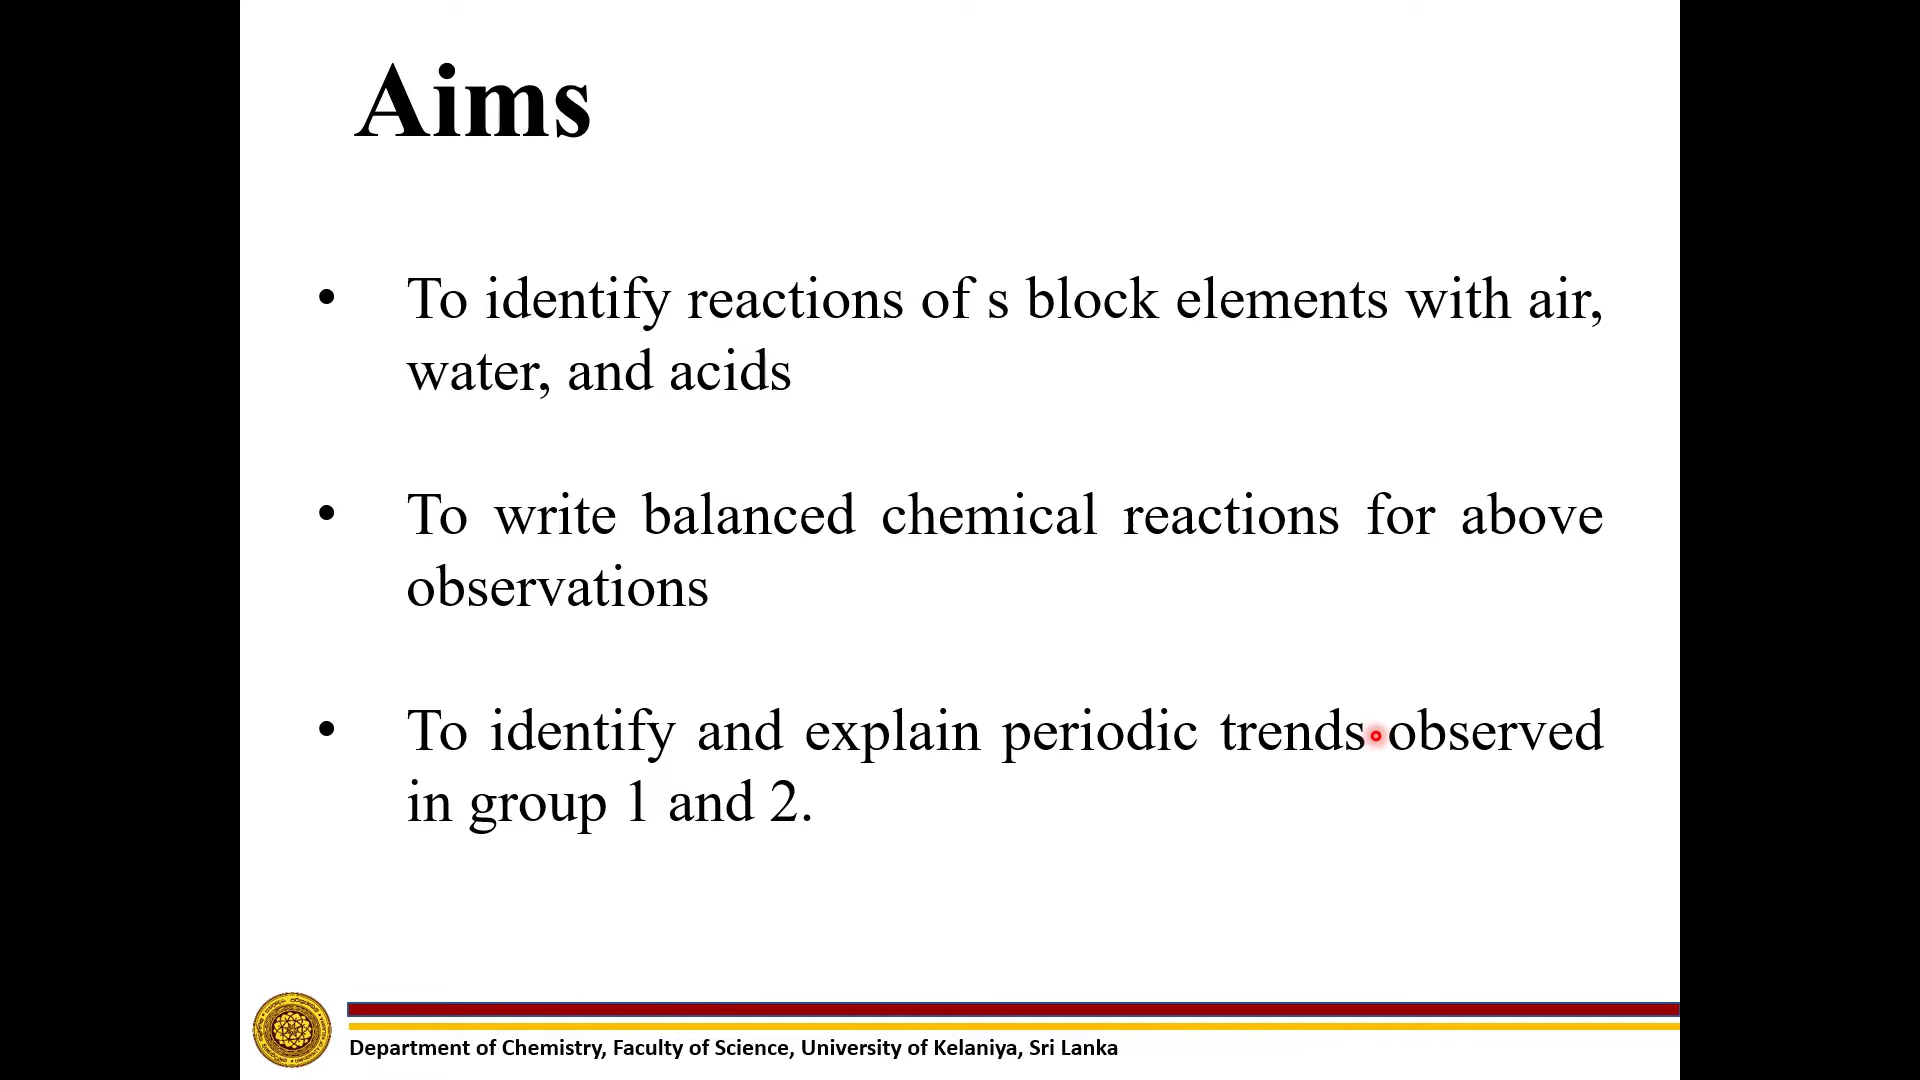 Aims
• To identify reactions of s block elements with air,
water, and acids
• To write balanced chemical reactions for above
observations
• To identify and explain periodic trends observed
in group 1 and 2.
Department of Chemistry, Faculty of Science, University of Kelaniya, Sri Lanka